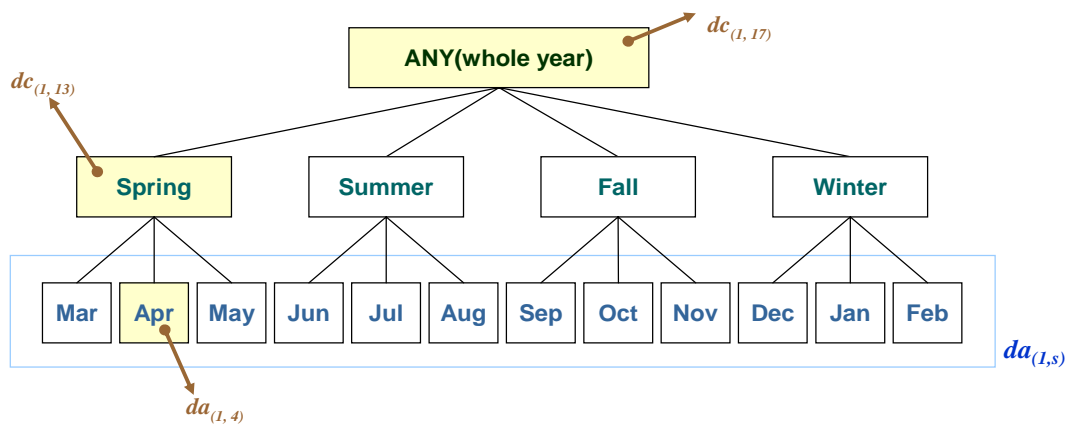 dc(1, 17)
ANY(whole year)
dc(1, 13)
Spring Summer Fall Winter
Mar Apr May Jun Jul Aug Sep Oct Nov Dec Jan Feb
da(1,s)
da(1, 4)